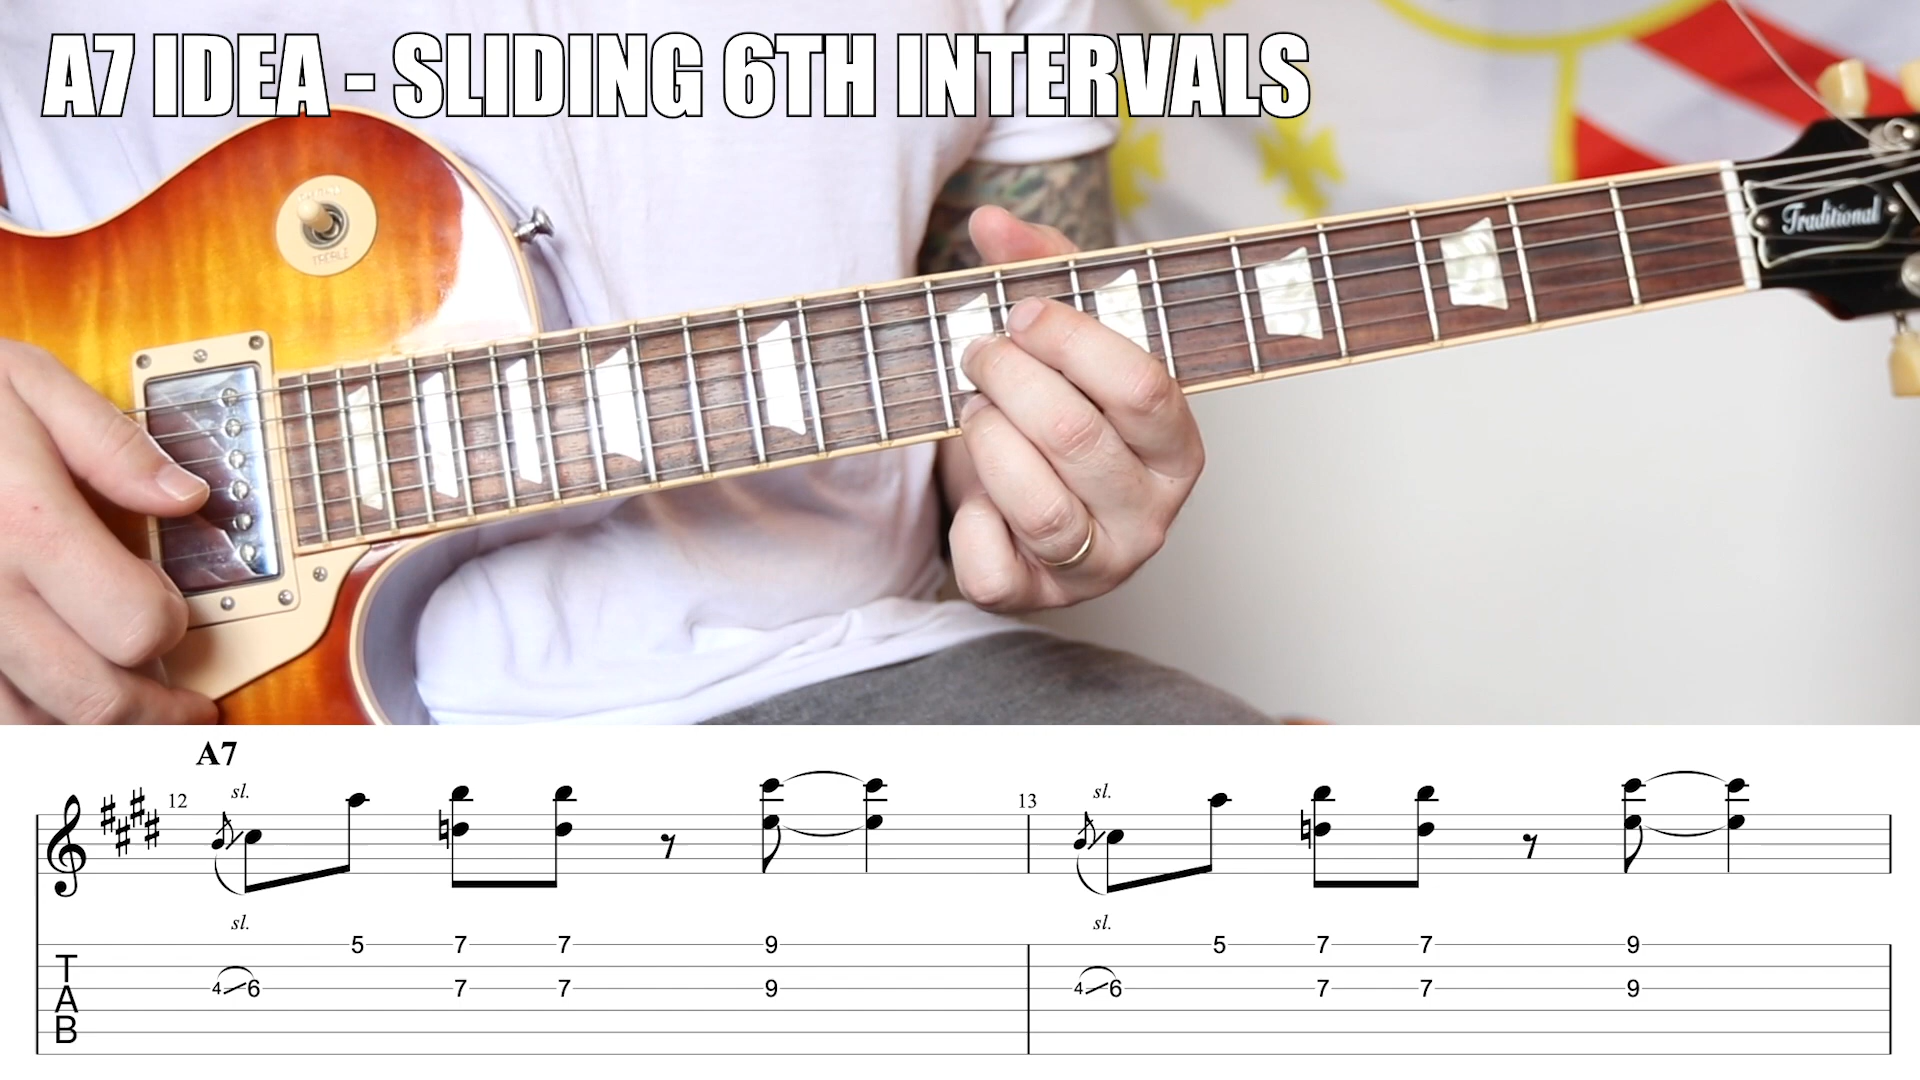 A7 IDEA - SLIDING 6TH INTERVALS
TREBLE
Traditional
A7
12 sl. 13 sl.
sl. sl.
5 7 7 9 5 7 7 9
T
4 6 7 7 9 4 6 7 7 9
A
B